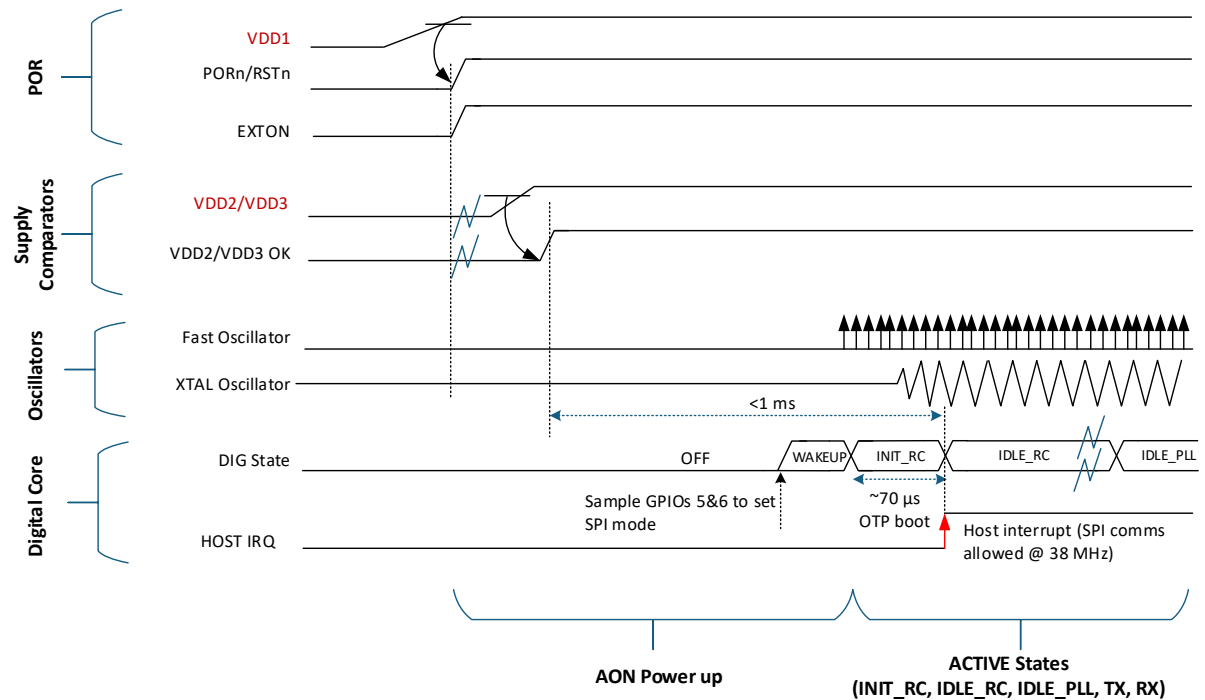 POR
VDD1
PORn/RSTn
EXTON
Supply
Comparators
VDD2/VDD3
VDD2/VDD3 OK
Oscillators
Fast Oscillator
XTAL Oscillator
<1 ms
Digital Core
DIG State
OFF
WAKEUP
INIT_RC
IDLE_RC
IDLE_PLL
Sample GPIOs 5&6 to set
SPI mode
~70 µs
OTP boot
HOST IRQ
Host interrupt (SPI comms
allowed @ 38 MHz)
AON Power up
ACTIVE States
(INIT_RC, IDLE_RC, IDLE_PLL, TX, RX)